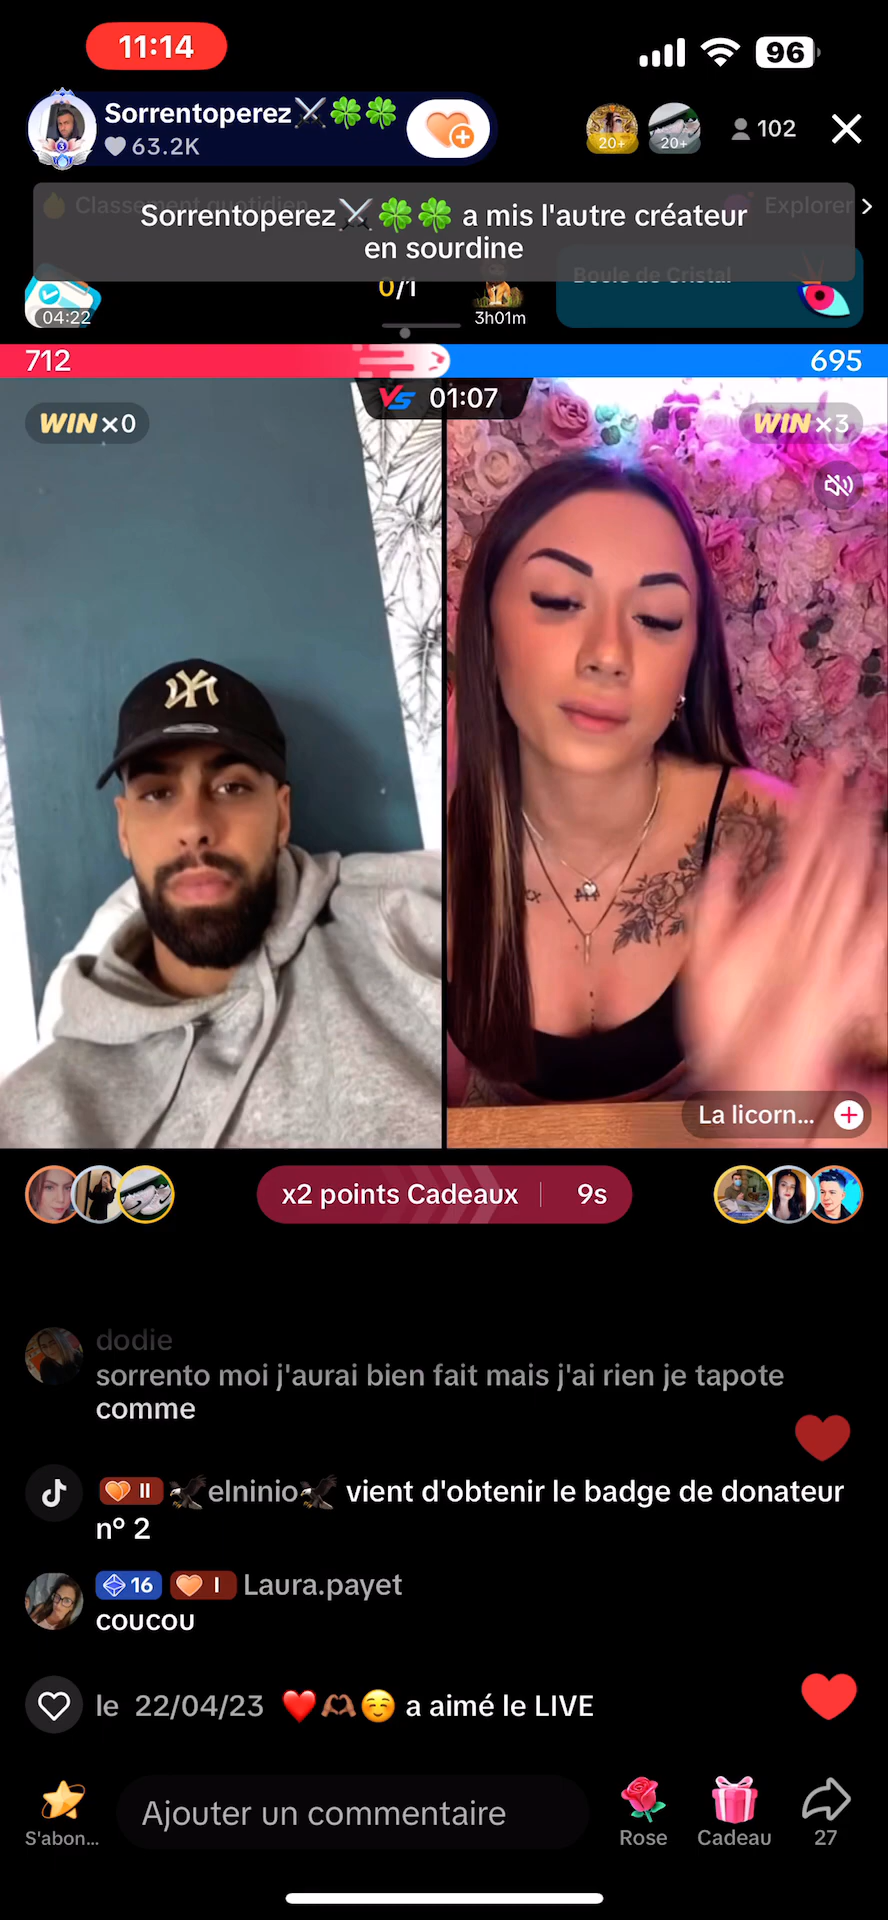 11:14
96
Sorrentoperez⚔️🍀🍀
63.2K
20+
20+
102
Classement quotidien
Explorer
Sorrentoperez⚔️🍀🍀 a mis l'autre créateur
en sourdine
04:22
0/1
3h01m
Boule de Cristal
712
695
VS 01:07
WIN x0
WIN x3
La licorn...
x2 points Cadeaux
9s
dodie
sorrento moi j'aurai bien fait mais j'ai rien je tapote
comme
II 🦅elninio🦅 vient d'obtenir le badge de donateur
n° 2
16 I Laura.payet
coucou
le 22/04/23 ❤️🫶🏾☺️ a aimé le LIVE
S'abon...
Ajouter un commentaire
Rose
Cadeau
27